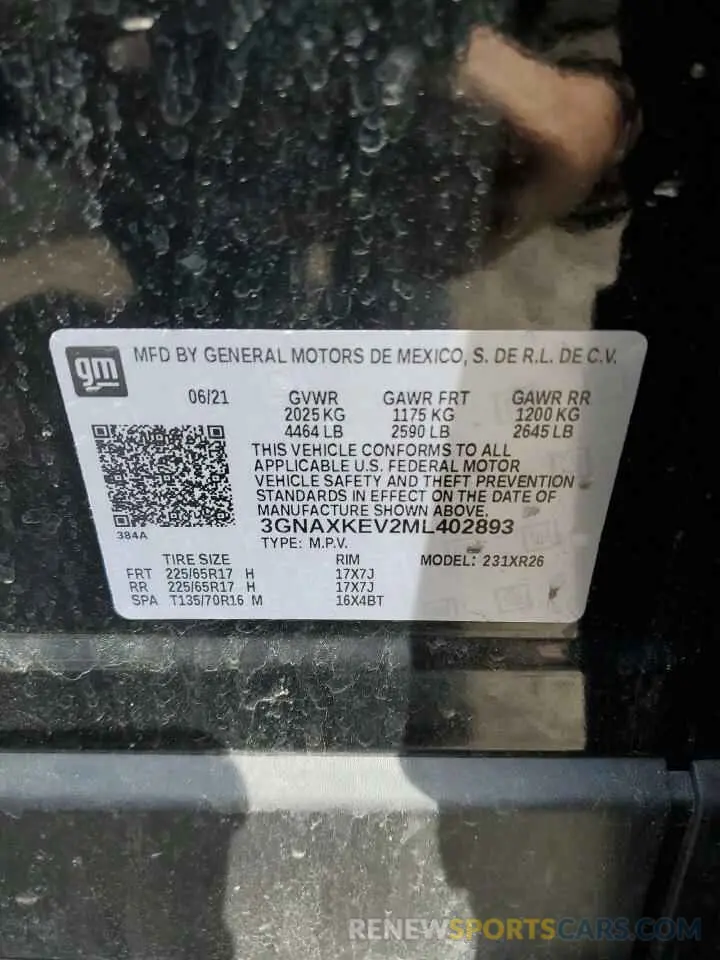 gm
MFD BY GENERAL MOTORS DE MEXICO, S. DE R.L. DE C.V.
06/21 GVWR GAWR FRT GAWR RR
2025 KG 1175 KG 1200 KG
4464 LB 2590 LB 2645 LB
THIS VEHICLE CONFORMS TO ALL
APPLICABLE U.S. FEDERAL MOTOR
VEHICLE SAFETY AND THEFT PREVENTION
STANDARDS IN EFFECT ON THE DATE OF
MANUFACTURE SHOWN ABOVE.
3GNAXKEV2ML402893
384A
TYPE: M.P.V.
TIRE SIZE RIM MODEL: 231XR26
FRT 225/65R17 H 17X7J
RR 225/65R17 H 17X7J
SPA T135/70R16 M 16X4BT
RENEWSPORTSCARS.COM